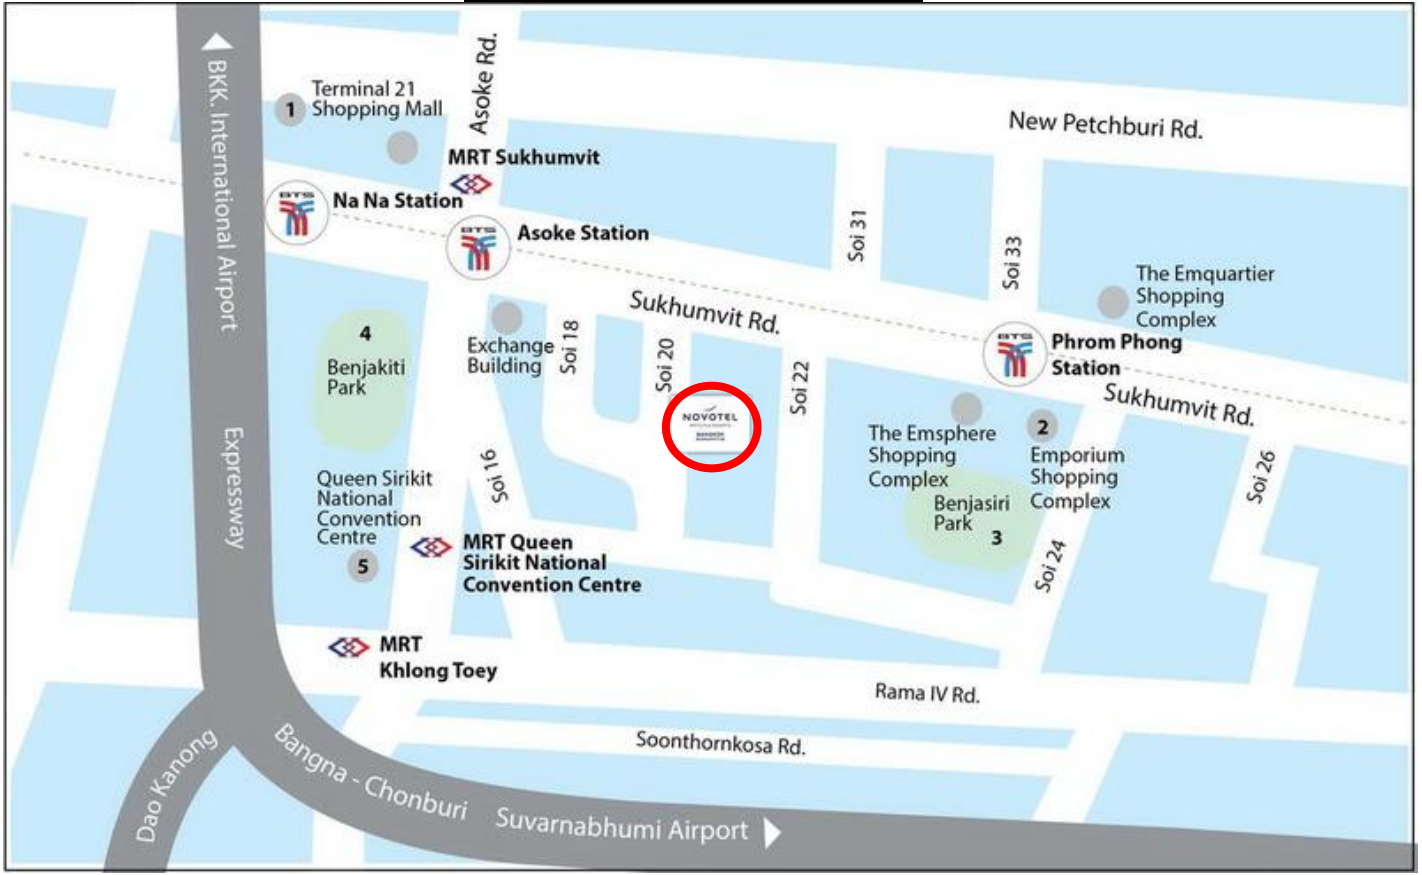 BKK. International Airport
Expressway
1
Terminal 21
Shopping Mall
Asoke Rd.
MRT Sukhumvit
New Petchburi Rd.
BTS
Na Na Station
BTS
Asoke Station
Soi 31
Soi 33
The Emquartier
Shopping
Complex
Sukhumvit Rd.
4
Benjakiti
Park
Exchange
Building
Soi 18
Soi 20
NOVOTEL
Soi 22
BTS
Phrom Phong
Station
Sukhumvit Rd.
The Emsphere
Shopping
Complex
2
Emporium
Shopping
Complex
Benjasiri
Park
3
Soi 16
Soi 24
Soi 26
Queen Sirikit
National
Convention
Centre
5
MRT Queen
Sirikit National
Convention Centre
MRT
Khlong Toey
Rama IV Rd.
Soonthornkosa Rd.
Dao Kanong
Bangna - Chonburi
Suvarnabhumi Airport